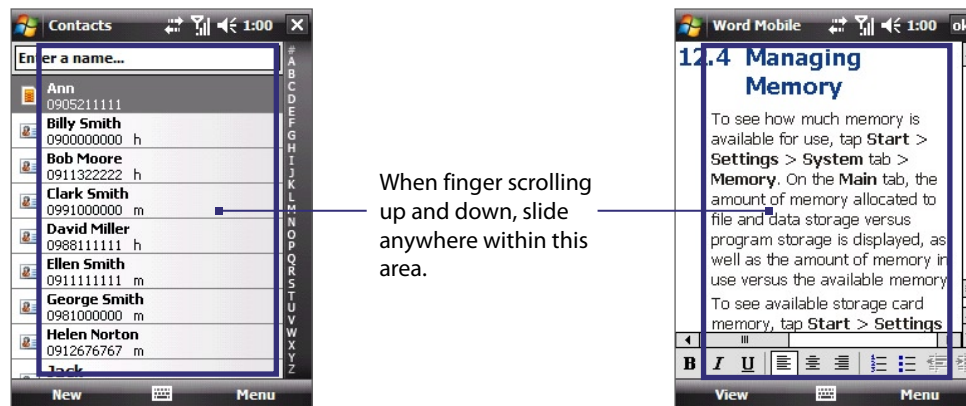 Contacts 1:00
Enter a name...
Ann
0905211111
Billy Smith
0900000000 h
Bob Moore
0911322222 h
Clark Smith
0991000000 m
David Miller
0988111111 h
Ellen Smith
0911111111 m
George Smith
0981000000 m
Helen Norton
0912676767 m
Jack
#
A
B
C
D
E
F
G
H
I
J
K
L
M
N
O
P
Q
R
S
T
U
V
W
X
Y
Z
New Menu
When finger scrolling
up and down, slide
anywhere within this
area.
Word Mobile 1:00 ok
12.4 Managing
Memory
To see how much memory is
available for use, tap Start >
Settings > System tab >
Memory. On the Main tab, the
amount of memory allocated to
file and data storage versus
program storage is displayed, as
well as the amount of memory in
use versus the available memory
To see available storage card
memory, tap Start > Settings
B I U
View Menu